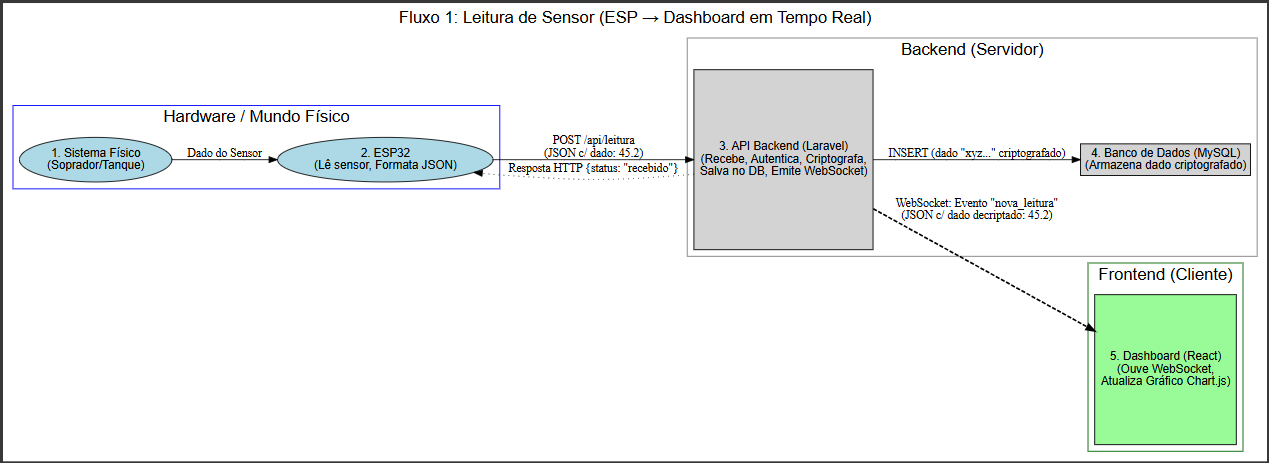 Fluxo 1: Leitura de Sensor (ESP → Dashboard em Tempo Real)
Hardware / Mundo Físico
1. Sistema Físico
(Soprador/Tanque)
Dado do Sensor
2. ESP32
(Lê sensor, Formata JSON)
POST /api/leitura
(JSON c/ dado: 45.2)
Resposta HTTP {status: "recebido"}
Backend (Servidor)
3. API Backend (Laravel)
(Recebe, Autentica, Criptografa,
Salva no DB, Emite WebSocket)
INSERT (dado "xyz..." criptografado)
4. Banco de Dados (MySQL)
(Armazena dado criptografado)
WebSocket: Evento "nova_leitura"
(JSON c/ dado decriptado: 45.2)
Frontend (Cliente)
5. Dashboard (React)
(Ouve WebSocket,
Atualiza Gráfico Chart.js)